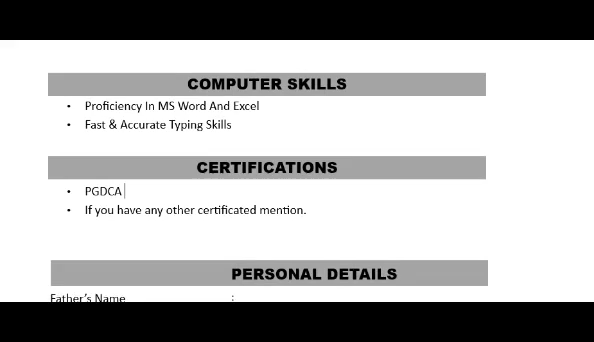 COMPUTER SKILLS
• Proficiency In MS Word And Excel
• Fast & Accurate Typing Skills
CERTIFICATIONS
• PGDCA
• If you have any other certificated mention.
PERSONAL DETAILS
Father's Name :